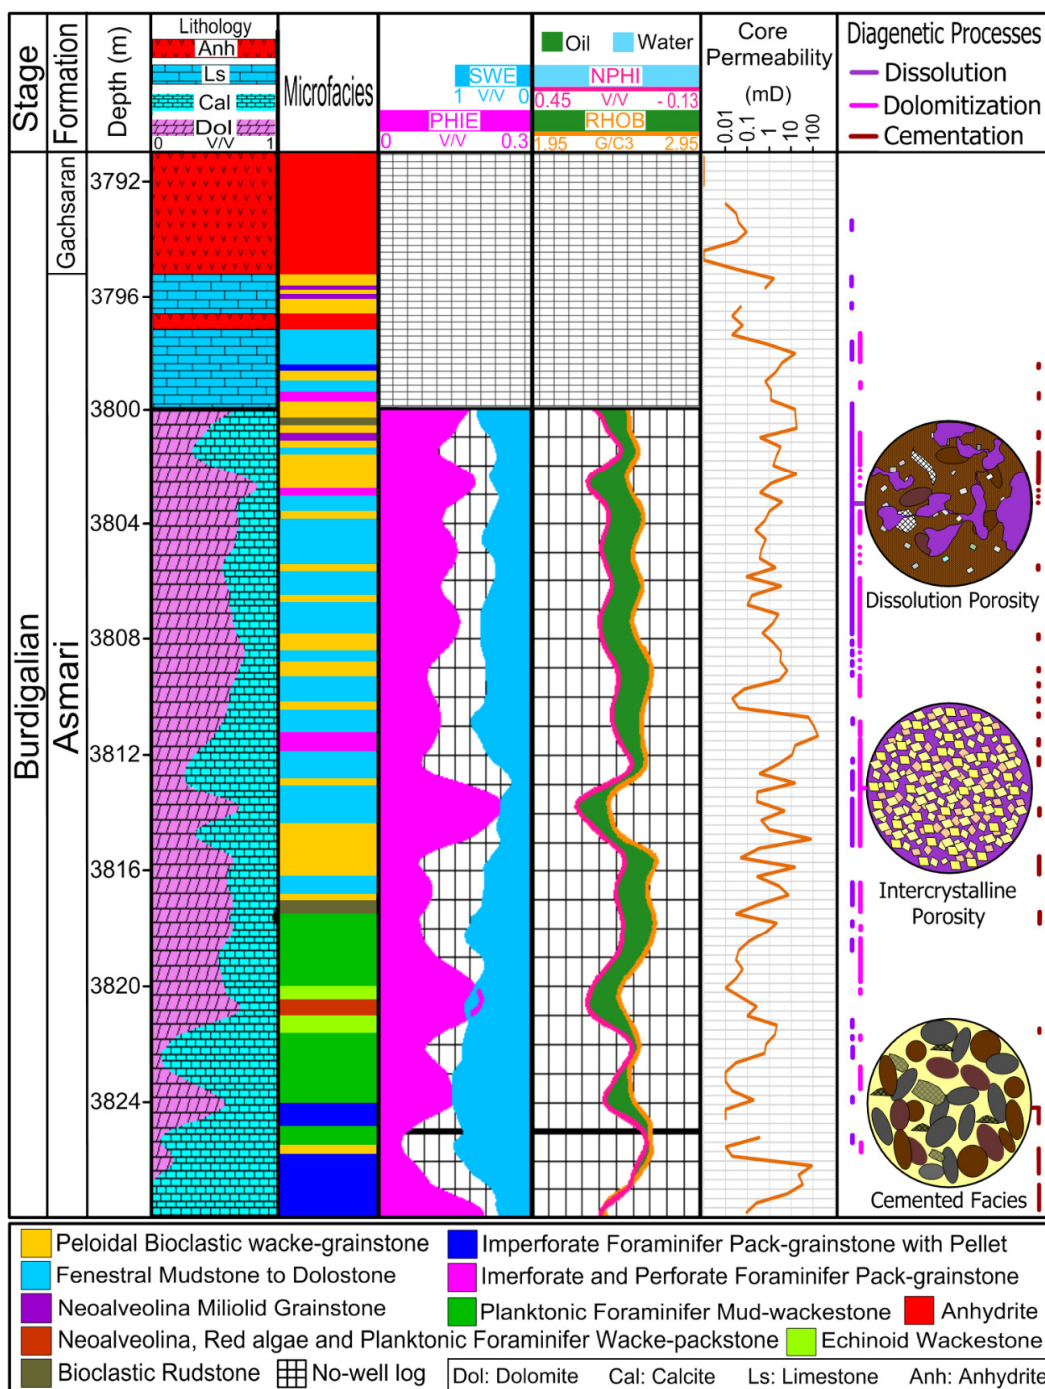 Stage
Formation
Depth (m)
Lithology
Anh
Ls
Cal
Dol
0 V/V 1
Microfacies
SWE
1 V/V 0
PHIE
0 V/V 0.3
Oil Water
NPHI
0.45 V/V - 0.13
RHOB
1.95 G/C3 2.95
Core
Permeability
(mD)
0.01
0.1
1
10
100
Diagenetic Processes
Dissolution
Dolomitization
Cementation
Burdigalian
Gachsaran
Asmari
3792
3796
3800
3804
3808
3812
3816
3820
3824
Dissolution Porosity
Intercrystalline
Porosity
Cemented Facies
Peloidal Bioclastic wacke-grainstone Imperforate Foraminifer Pack-grainstone with Pellet
Fenestral Mudstone to Dolostone Imerforate and Perforate Foraminifer Pack-grainstone
Neoalveolina Miliolid Grainstone Planktonic Foraminifer Mud-wackestone Anhydrite
Neoalveolina, Red algae and Planktonic Foraminifer Wacke-packstone Echinoid Wackestone
Bioclastic Rudstone No-well log Dol: Dolomite Cal: Calcite Ls: Limestone Anh: Anhydrite